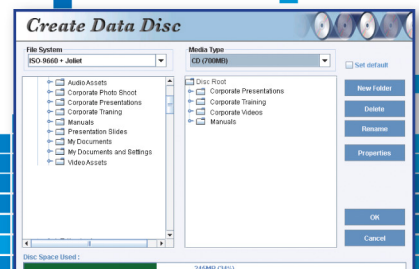 Create Data Disc
File System
ISO-9660 + Joliet
Media Type
CD (700MB)
Set default
Audio Assets
Corporate Photo Shoot
Corporate Presentations
Corporate Traning
Manuals
Presentation Slides
My Documents
My Documents and Settings
Video Assets
Disc Root
Corporate Presentations
Corporate Training
Corporate Videos
Manuals
New Folder
Delete
Rename
Properties
OK
Cancel
Disc Space Used :
245MB (34%)